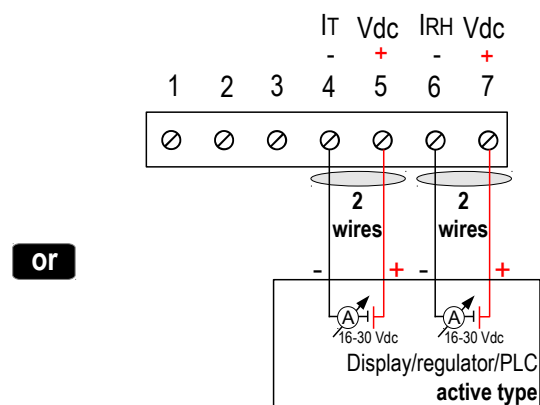 IT Vdc IRH Vdc
- + - +
1 2 3 4 5 6 7
2 2
wires wires
or
- + - +
A A
16-30 Vdc 16-30 Vdc
Display/regulator/PLC
active type